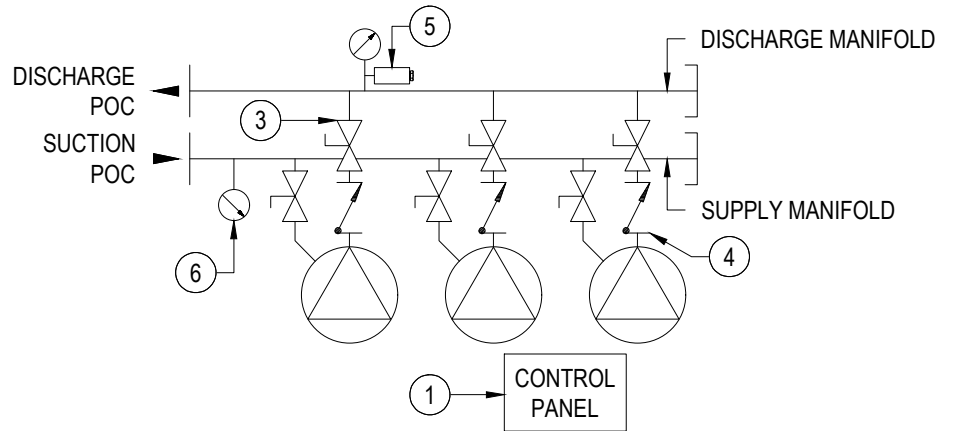 5
DISCHARGE MANIFOLD
DISCHARGE
POC
3
SUCTION
POC
SUPPLY MANIFOLD
6
4
1
CONTROL
PANEL